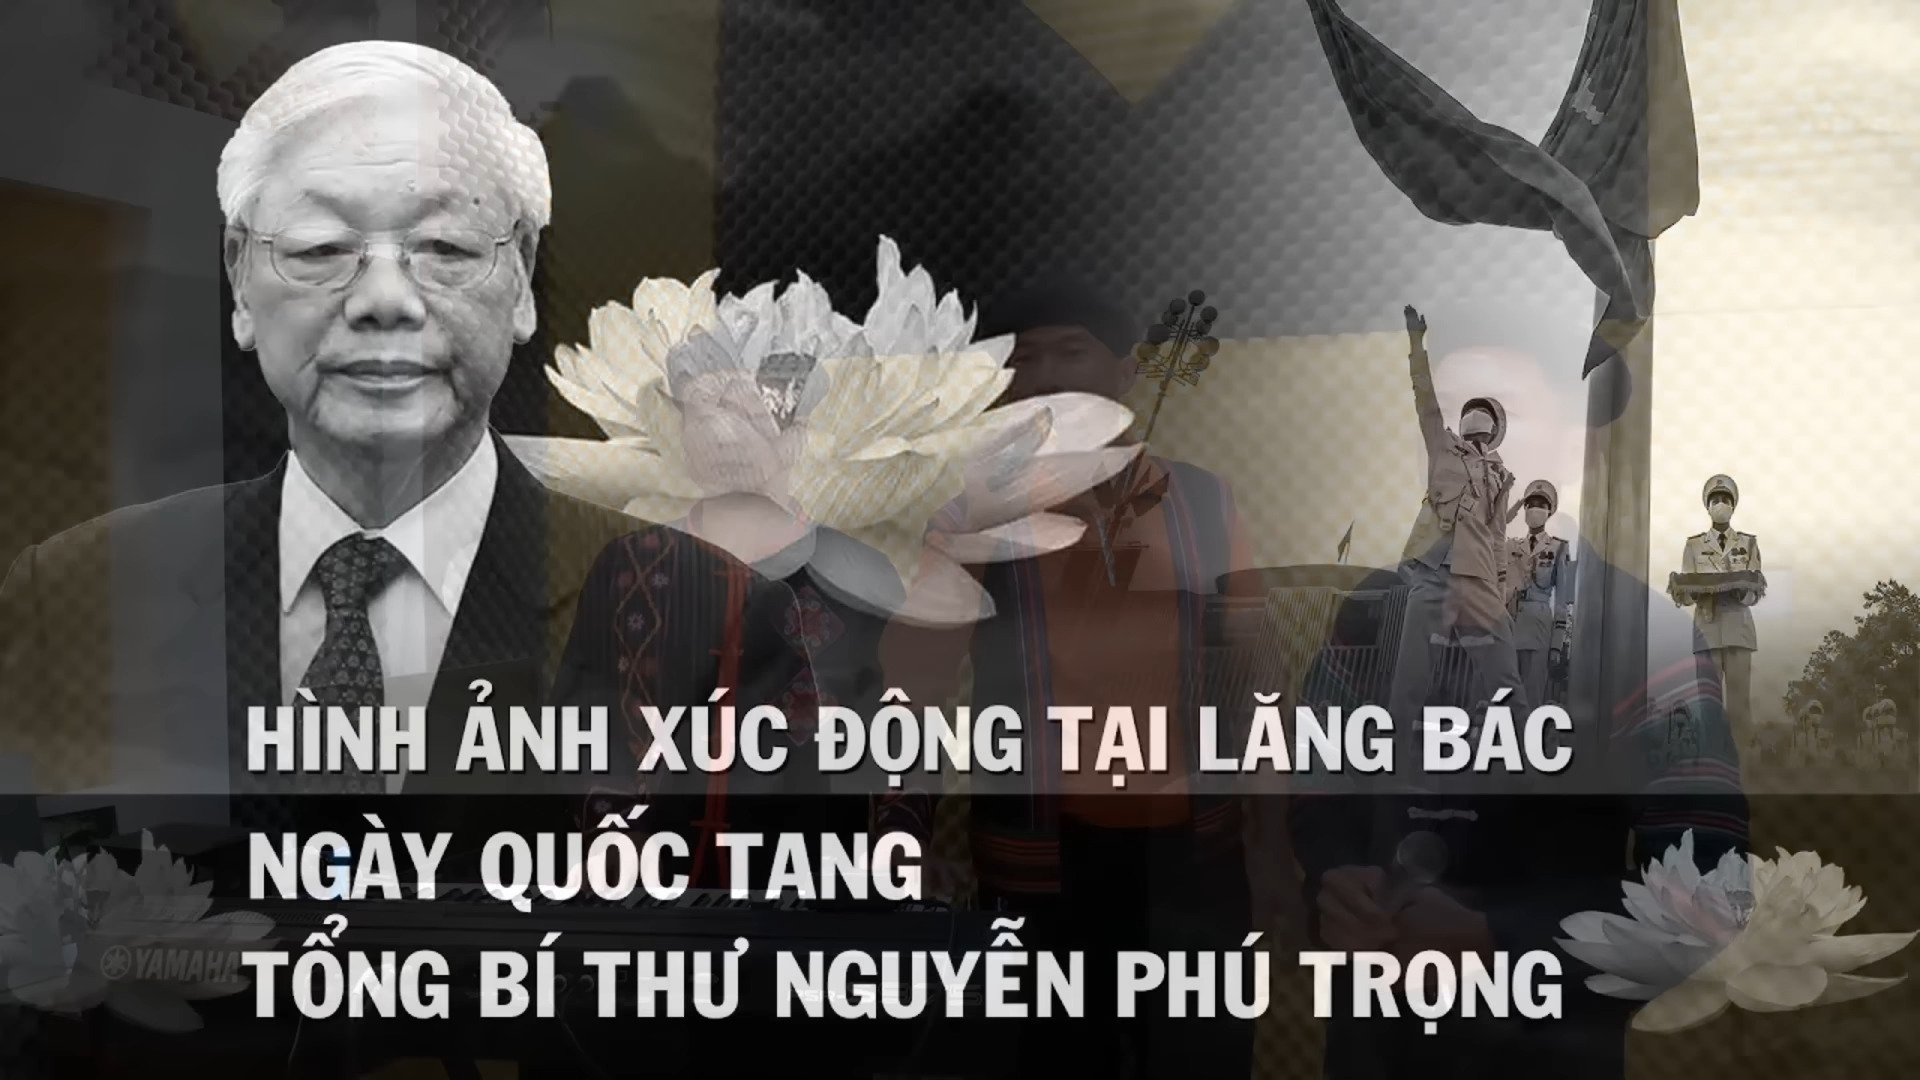 HÌNH ẢNH XÚC ĐỘNG TẠI LĂNG BÁC
NGÀY QUỐC TANG
YAMAHA
TỔNG BÍ THƯ NGUYỄN PHÚ TRỌNG